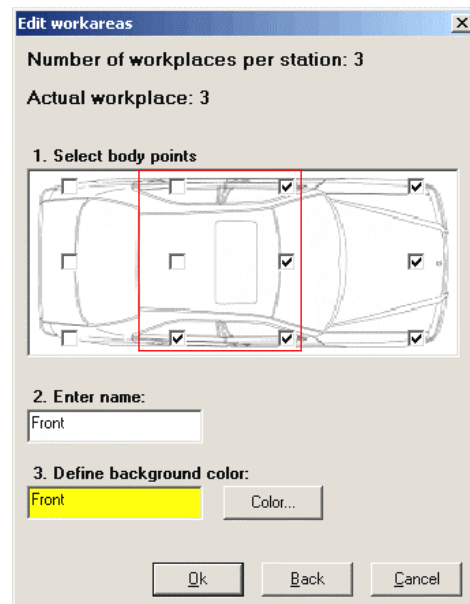 Edit workareas
Number of workplaces per station: 3
Actual workplace: 3
1. Select body points
2. Enter name:
Front
3. Define background color:
Front
Color...
Ok
Back
Cancel